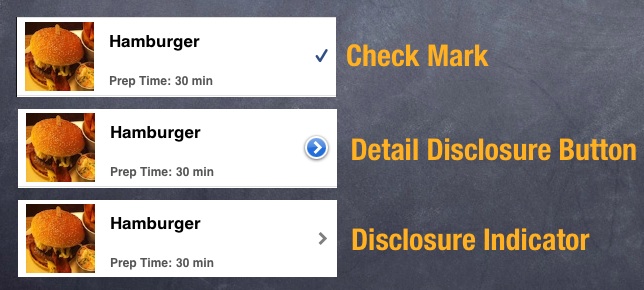 Hamburger
Check Mark
Prep Time: 30 min
Hamburger
Detail Disclosure Button
Prep Time: 30 min
Hamburger
Disclosure Indicator
Prep Time: 30 min